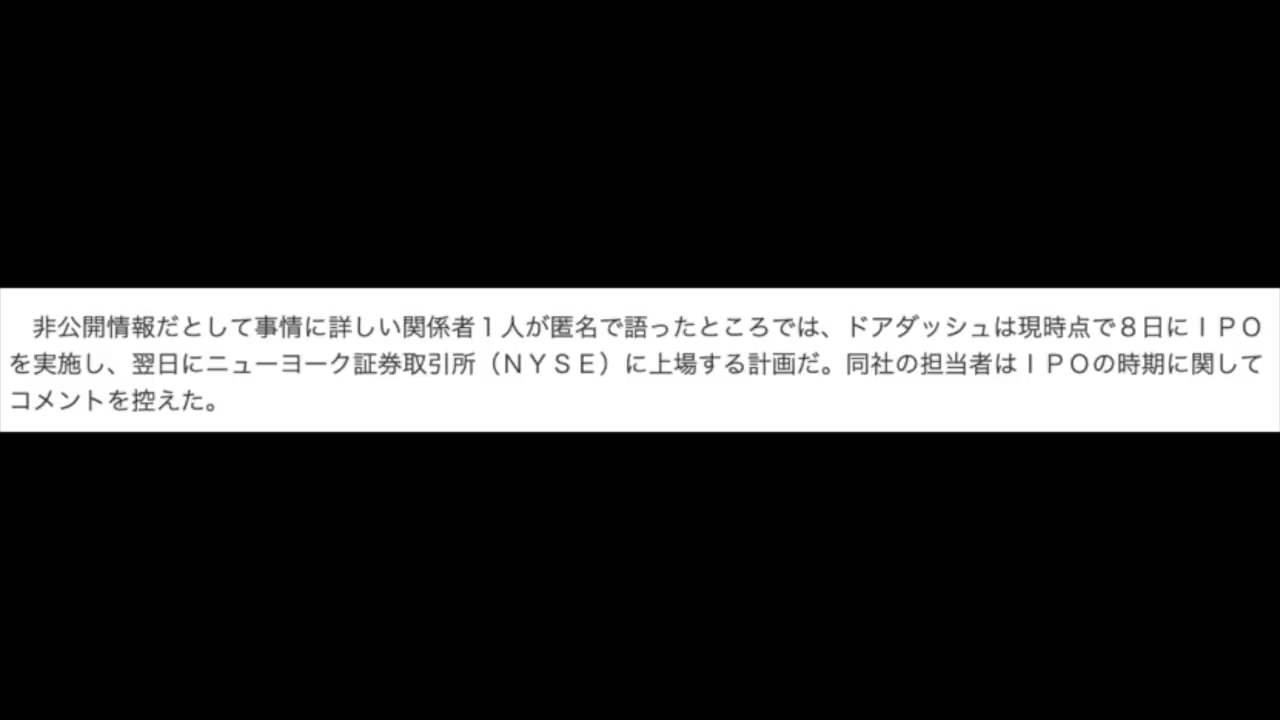 非公開情報だとして事情に詳しい関係者１人が匿名で語ったところでは、ドアダッシュは現時点で８日にＩＰＯ
を実施し、翌日にニューヨーク証券取引所（ＮＹＳＥ）に上場する計画だ。同社の担当者はＩＰＯの時期に関して
コメントを控えた。